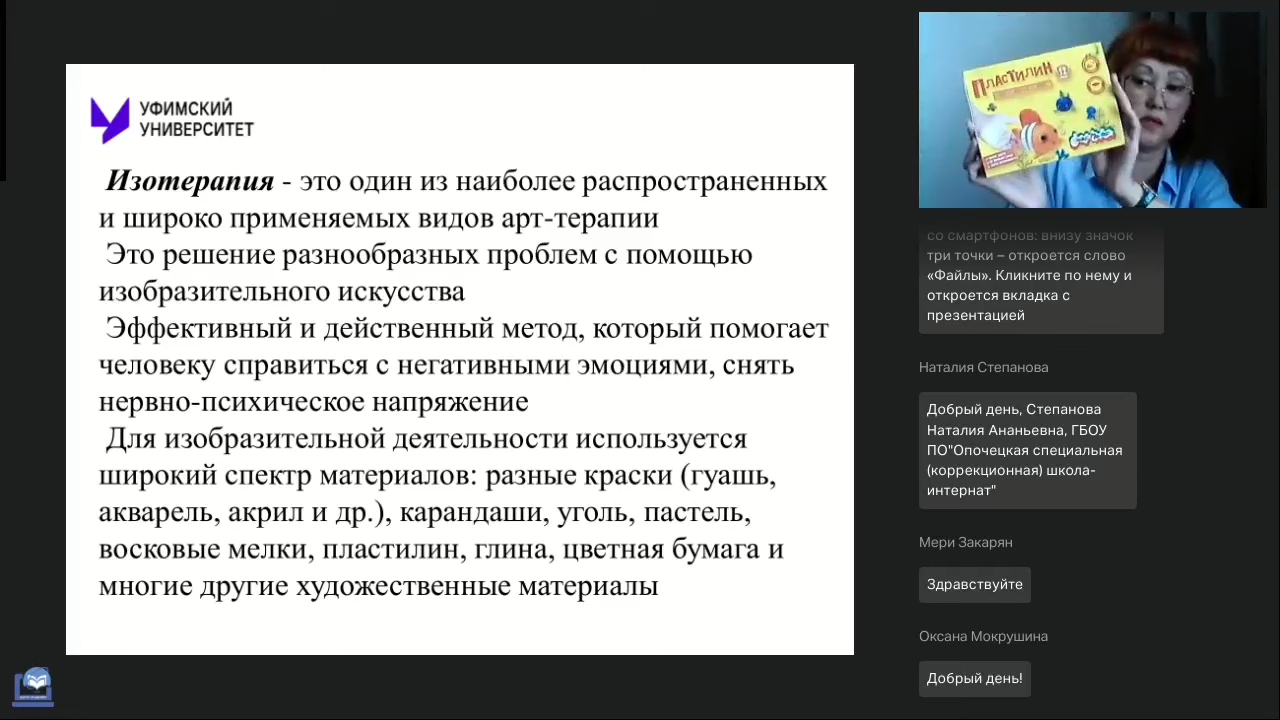 УФИМСКИЙ
УНИВЕРСИТЕТ
Изотерапия - это один из наиболее распространенных
и широко применяемых видов арт-терапии
Это решение разнообразных проблем с помощью
изобразительного искусства
Эффективный и действенный метод, который помогает
человеку справиться с негативными эмоциями, снять
нервно-психическое напряжение
Для изобразительной деятельности используется
широкий спектр материалов: разные краски (гуашь,
акварель, акрил и др.), карандаши, уголь, пастель,
восковые мелки, пластилин, глина, цветная бумага и
многие другие художественные материалы
ПЛАСТИЛИН
со смартфонов: внизу значок
три точки – откроется слово
«Файлы». Кликните по нему и
откроется вкладка с
презентацией
Наталия Степанова
Добрый день, Степанова
Наталия Ананьевна, ГБОУ
ПО"Опочецкая специальная
(коррекционная) школа-
интернат"
Мери Закарян
Здравствуйте
Оксана Мокрушина
Добрый день!